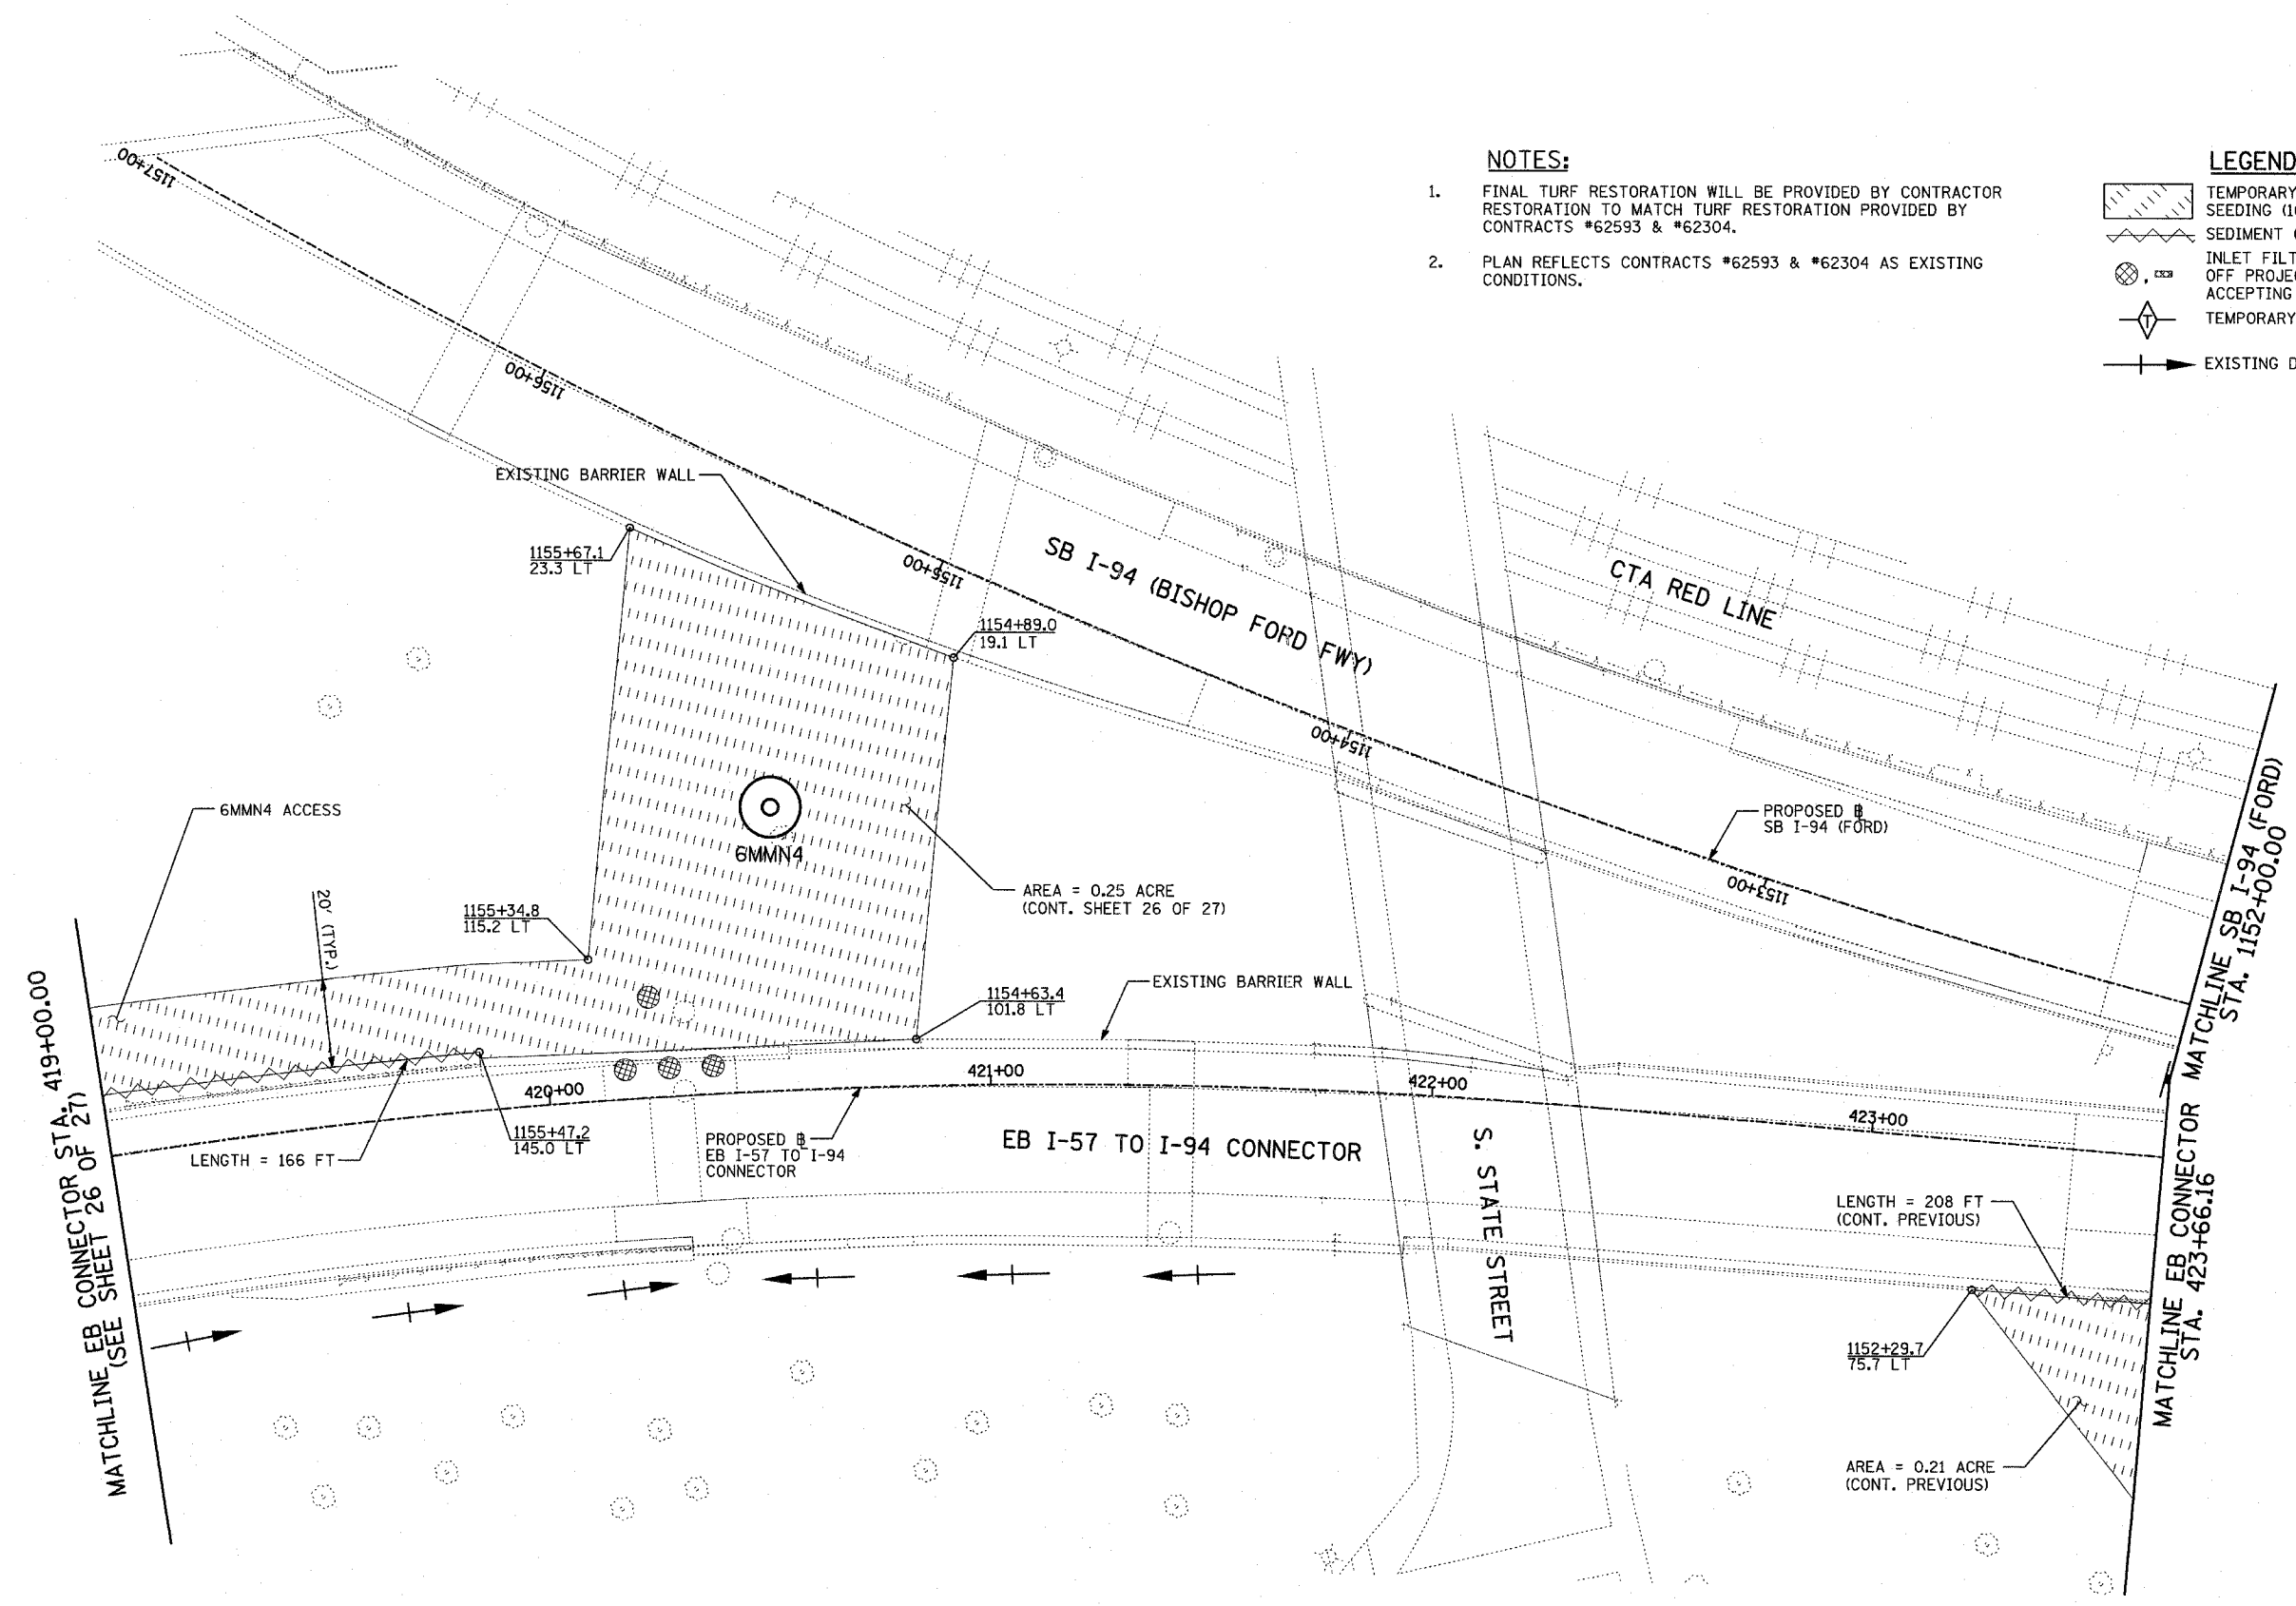 NOTES:
1. FINAL TURF RESTORATION WILL BE PROVIDED BY CONTRACTOR
RESTORATION TO MATCH TURF RESTORATION PROVIDED BY
CONTRACTS #62593 & #62304.
2. PLAN REFLECTS CONTRACTS #62593 & #62304 AS EXISTING
CONDITIONS.
LEGEND
TEMPORARY
SEEDING
SEDIMENT
INLET FILT
OFF PROJE
ACCEPTING
TEMPORARY
EXISTING D
1157+00
1156+00
EXISTING BARRIER WALL
1155+67.1
23.3 LT
1155+00
SB I-94 (BISHOP FORD FWY)
CTA RED LINE
1154+89.0
19.1 LT
1154+00
6MMN4 ACCESS
6MMN4
PROPOSED ⅊
SB I-94 (FORD)
1153+00
AREA = 0.25 ACRE
(CONT. SHEET 26 OF 27)
20' (TYP.)
1155+34.8
115.2 LT
EXISTING BARRIER WALL
1154+63.4
101.8 LT
MATCHLINE SB I-94 (FORD)
STA. 1152+00.00
MATCHLINE EB CONNECTOR STA. 419+00.00
(SEE SHEET 26 OF 27)
420+00
421+00
422+00
423+00
LENGTH = 166 FT
1155+47.2
145.0 LT
PROPOSED ⅊
EB I-57 TO I-94
CONNECTOR
EB I-57 TO I-94 CONNECTOR
S. STATE STREET
LENGTH = 208 FT
(CONT. PREVIOUS)
1152+29.7
75.7 LT
AREA = 0.21 ACRE
(CONT. PREVIOUS)
MATCHLINE EB CONNECTOR
STA. 423+66.16